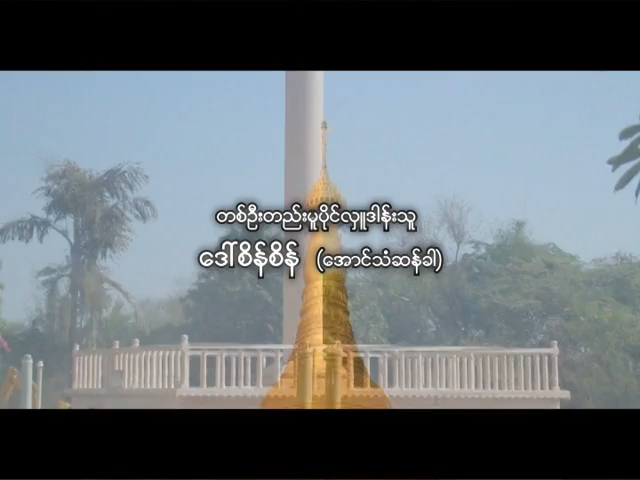 တစ်ဦးတည်းမူပိုင်လှူဒါန်းသူ
ဒေါ်စိန်စိန် (အောင်သံဆန်ခါ)